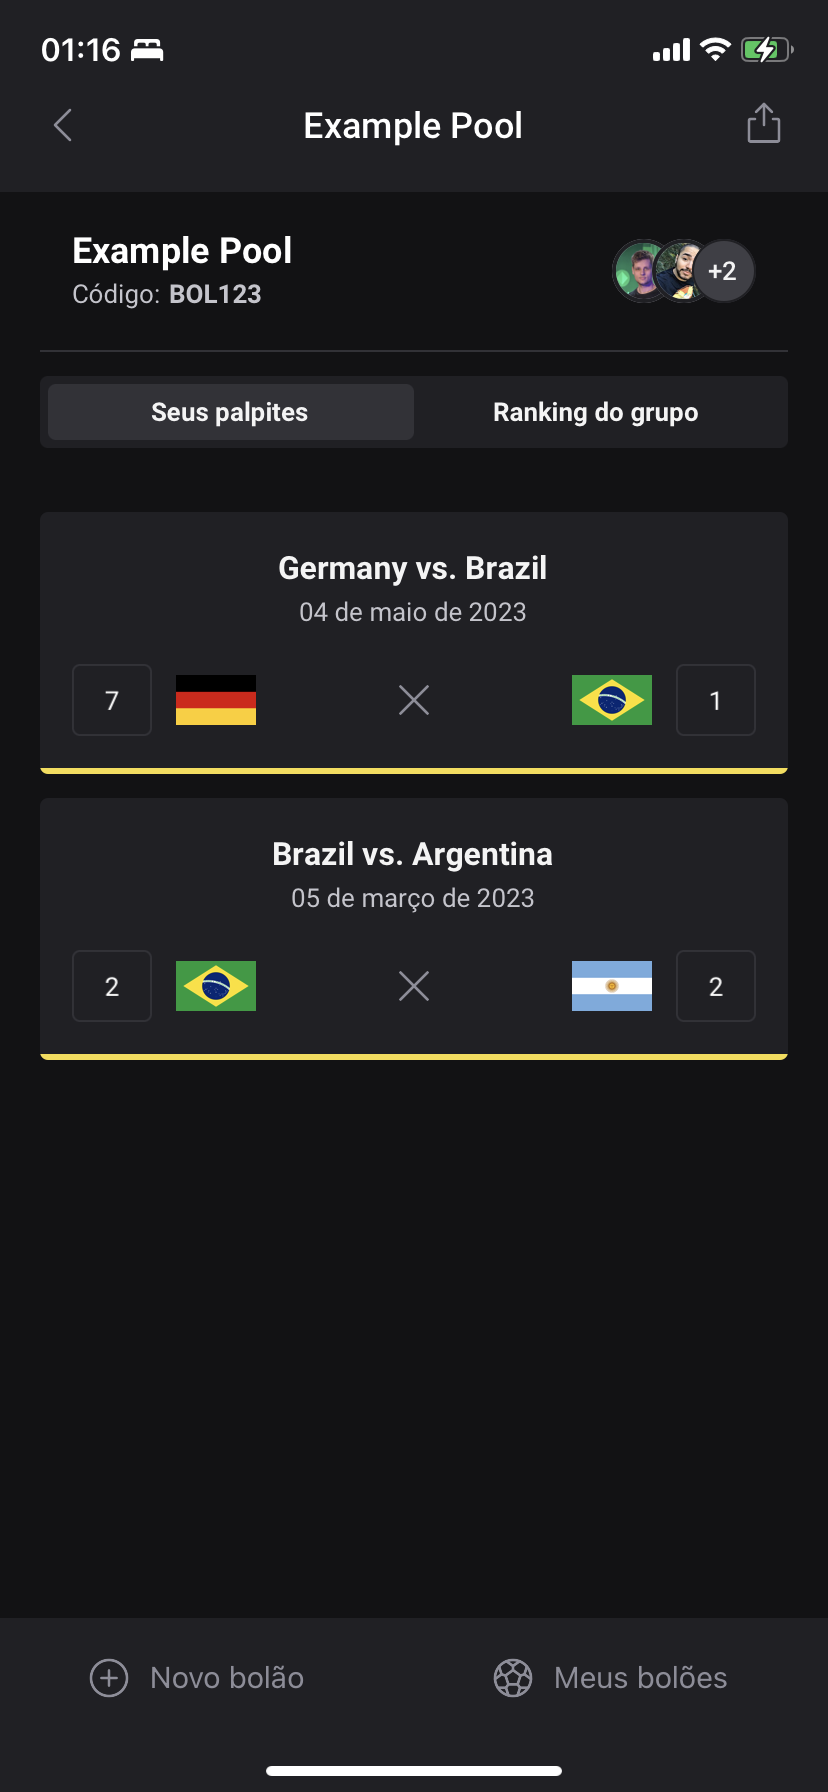 01:16
Example Pool
Example Pool
+2
Código: BOL123
Seus palpites
Ranking do grupo
Germany vs. Brazil
04 de maio de 2023
7
1
Brazil vs. Argentina
05 de março de 2023
2
2
Novo bolão
Meus bolões